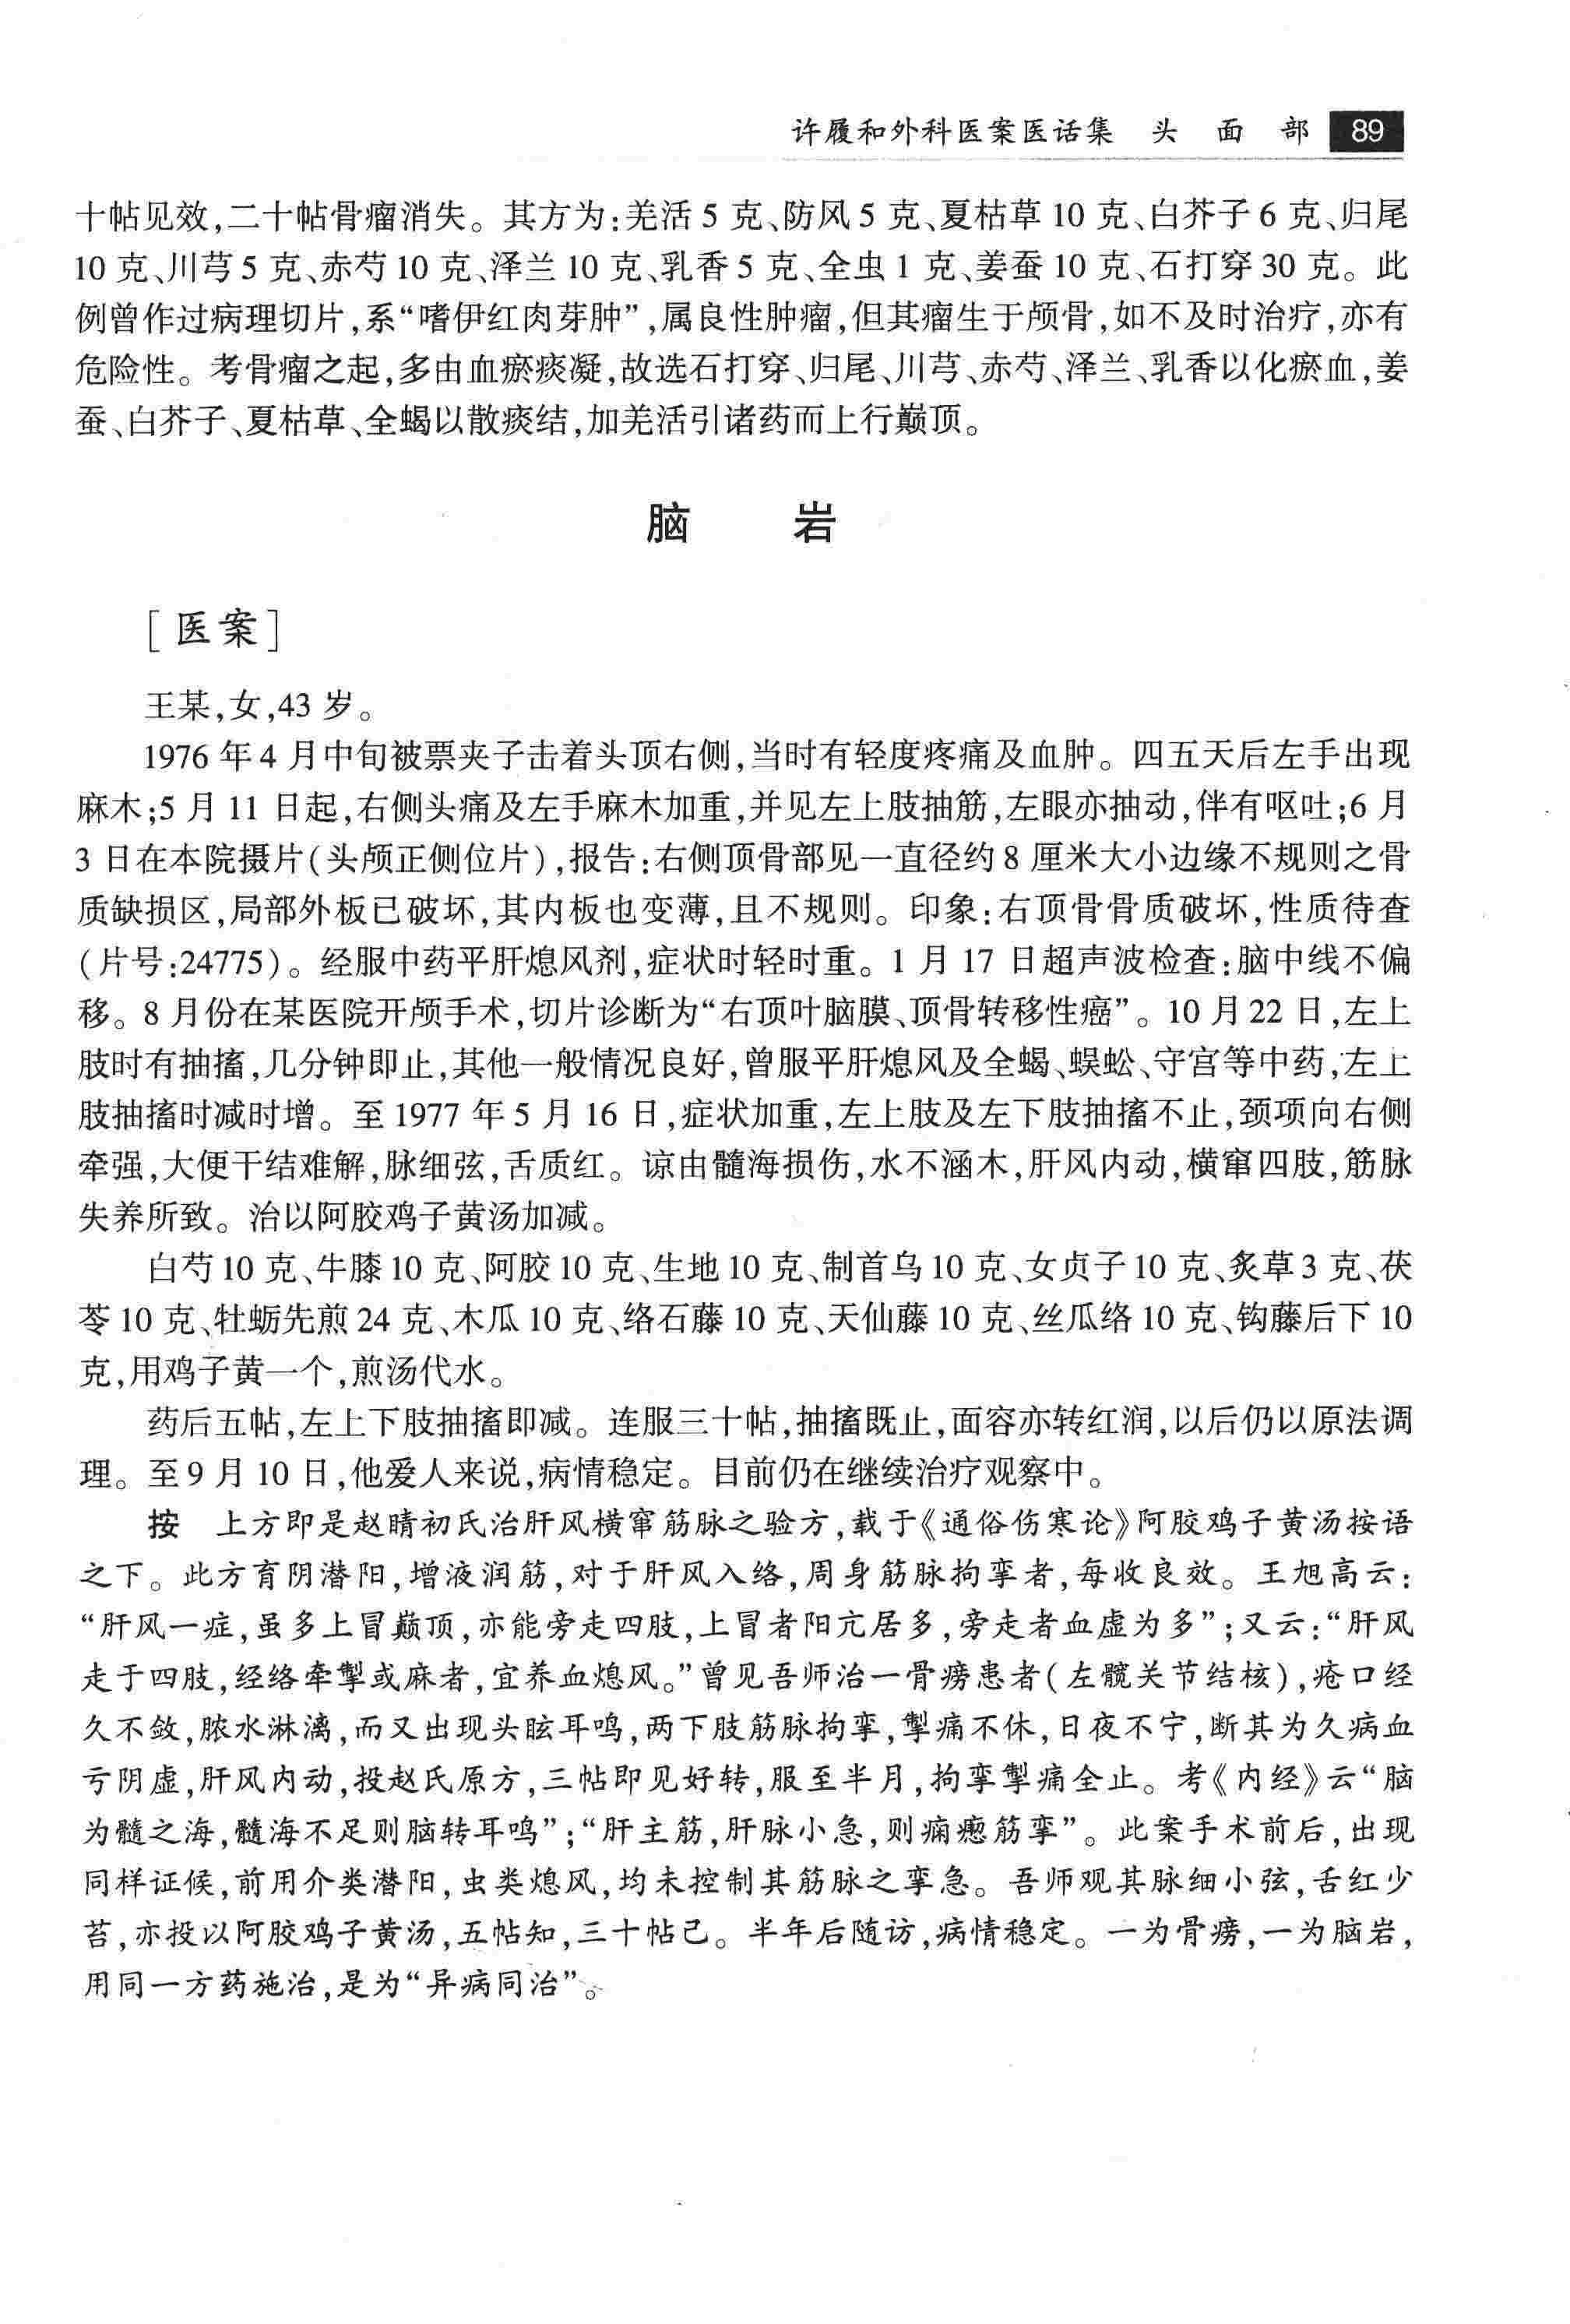 许履和外科医案医话集 头 面 部 89
十帖见效,二十帖骨瘤消失。其方为:羌活 5 克、防风 5 克、夏枯草 10 克、白芥子 6 克、归尾
10 克、川芎 5 克、赤芍 10 克、泽兰 10 克、乳香 5 克、全虫 1 克、姜蚕 10 克、石打穿 30 克。此
例曾作过病理切片,系“嗜伊红肉芽肿”,属良性肿瘤,但其瘤生于颅骨,如不及时治疗,亦有
危险性。考骨瘤之起,多由血瘀痰凝,故选石打穿、归尾、川芎、赤芍、泽兰、乳香以化瘀血,姜
蚕、白芥子、夏枯草、全蝎以散痰结,加羌活引诸药而上行巅顶。
脑 岩
[医案]
王某,女,43 岁。
1976 年 4 月中旬被票夹子击着头顶右侧,当时有轻度疼痛及血肿。四五天后左手出现
麻木;5 月 11 日起,右侧头痛及左手麻木加重,并见左上肢抽筋,左眼亦抽动,伴有呕吐;6 月
3 日在本院摄片(头颅正侧位片),报告:右侧顶骨部见一直径约 8 厘米大小边缘不规则之骨
质缺损区,局部外板已破坏,其内板也变薄,且不规则。印象:右顶骨骨质破坏,性质待查
(片号:24775)。经服中药平肝熄风剂,症状时轻时重。1 月 17 日超声波检查:脑中线不偏
移。8 月份在某医院开颅手术,切片诊断为“右顶叶脑膜、顶骨转移性癌”。10 月 22 日,左上
肢时有抽搐,几分钟即止,其他一般情况良好,曾服平肝熄风及全蝎、蜈蚣、守宫等中药,左上
肢抽搐时减时增。至 1977 年 5 月 16 日,症状加重,左上肢及左下肢抽搐不止,颈项向右侧
牵强,大便干结难解,脉细弦,舌质红。谅由髓海损伤,水不涵木,肝风内动,横窜四肢,筋脉
失养所致。治以阿胶鸡子黄汤加减。
白芍 10 克、牛膝 10 克、阿胶 10 克、生地 10 克、制首乌 10 克、女贞子 10 克、炙草 3 克、茯
苓 10 克、牡蛎先煎 24 克、木瓜 10 克、络石藤 10 克、天仙藤 10 克、丝瓜络 10 克、钩藤后下 10
克,用鸡子黄一个,煎汤代水。
药后五帖,左上下肢抽搐即减。连服三十帖,抽搐既止,面容亦转红润,以后仍以原法调
理。至 9 月 10 日,他爱人来说,病情稳定。目前仍在继续治疗观察中。
按 上方即是赵晴初氏治肝风横窜筋脉之验方,载于《通俗伤寒论》阿胶鸡子黄汤按语
之下。此方育阴潜阳,增液润筋,对于肝风入络,周身筋脉拘挛者,每收良效。王旭高云:
“肝风一症,虽多上冒巅顶,亦能旁走四肢,上冒者阳亢居多,旁走者血虚为多”;又云:“肝风
走于四肢,经络牵掣或麻者,宜养血熄风。”曾见吾师治一骨痨患者(左髋关节结核),疮口经
久不敛,脓水淋漓,而又出现头眩耳鸣,两下肢筋脉拘挛,掣痛不休,日夜不宁,断其为久病血
亏阴虚,肝风内动,投赵氏原方,三帖即见好转,服至半月,拘挛掣痛全止。考《内经》云“脑
为髓之海,髓海不足则脑转耳鸣”;“肝主筋,肝脉小急,则痫瘛筋挛”。此案手术前后,出现
同样证候,前用介类潜阳,虫类熄风,均未控制其筋脉之挛急。吾师观其脉细小弦,舌红少
苔,亦投以阿胶鸡子黄汤,五帖知,三十帖已。半年后随访,病情稳定。一为骨痨,一为脑岩,
用同一方药施治,是为“异病同治”。